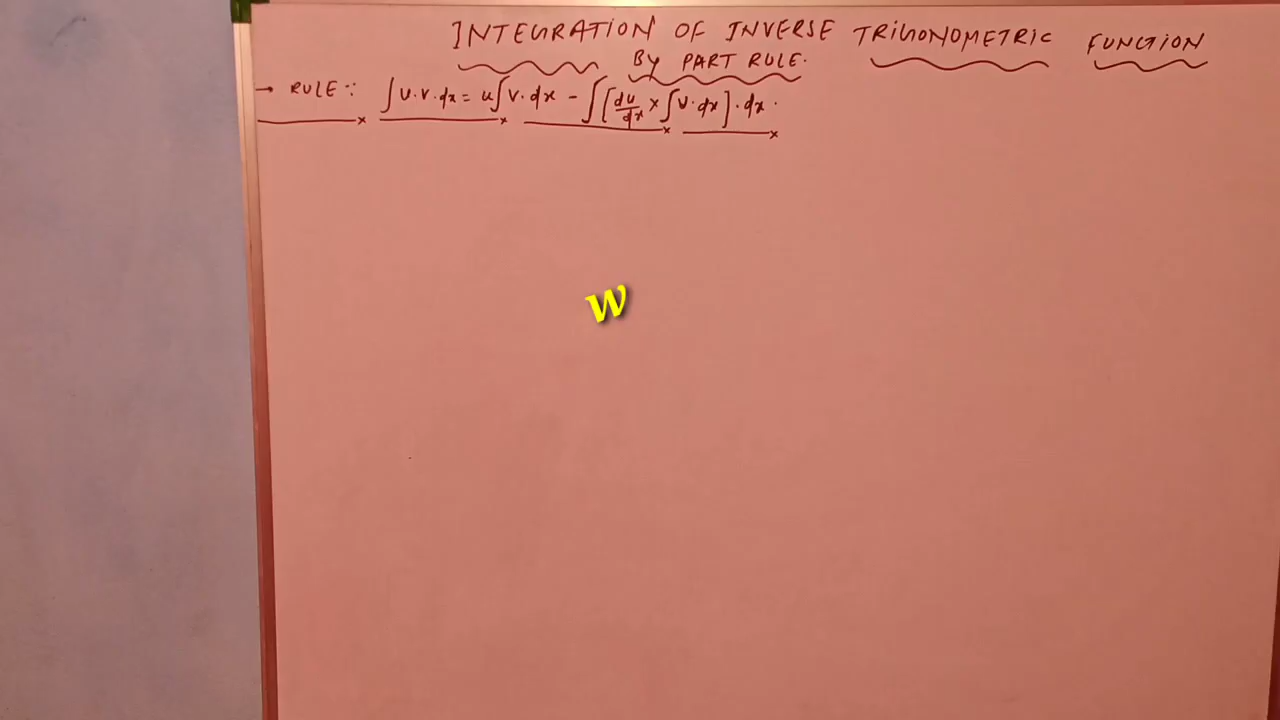 INTEGRATION OF INVERSE TRIGONOMETRIC FUNCTION
BY PART RULE.
→ RULE ∵ ∫u.v.dx = u∫v.dx - ∫[du/dx × ∫v.dx].dx.
w